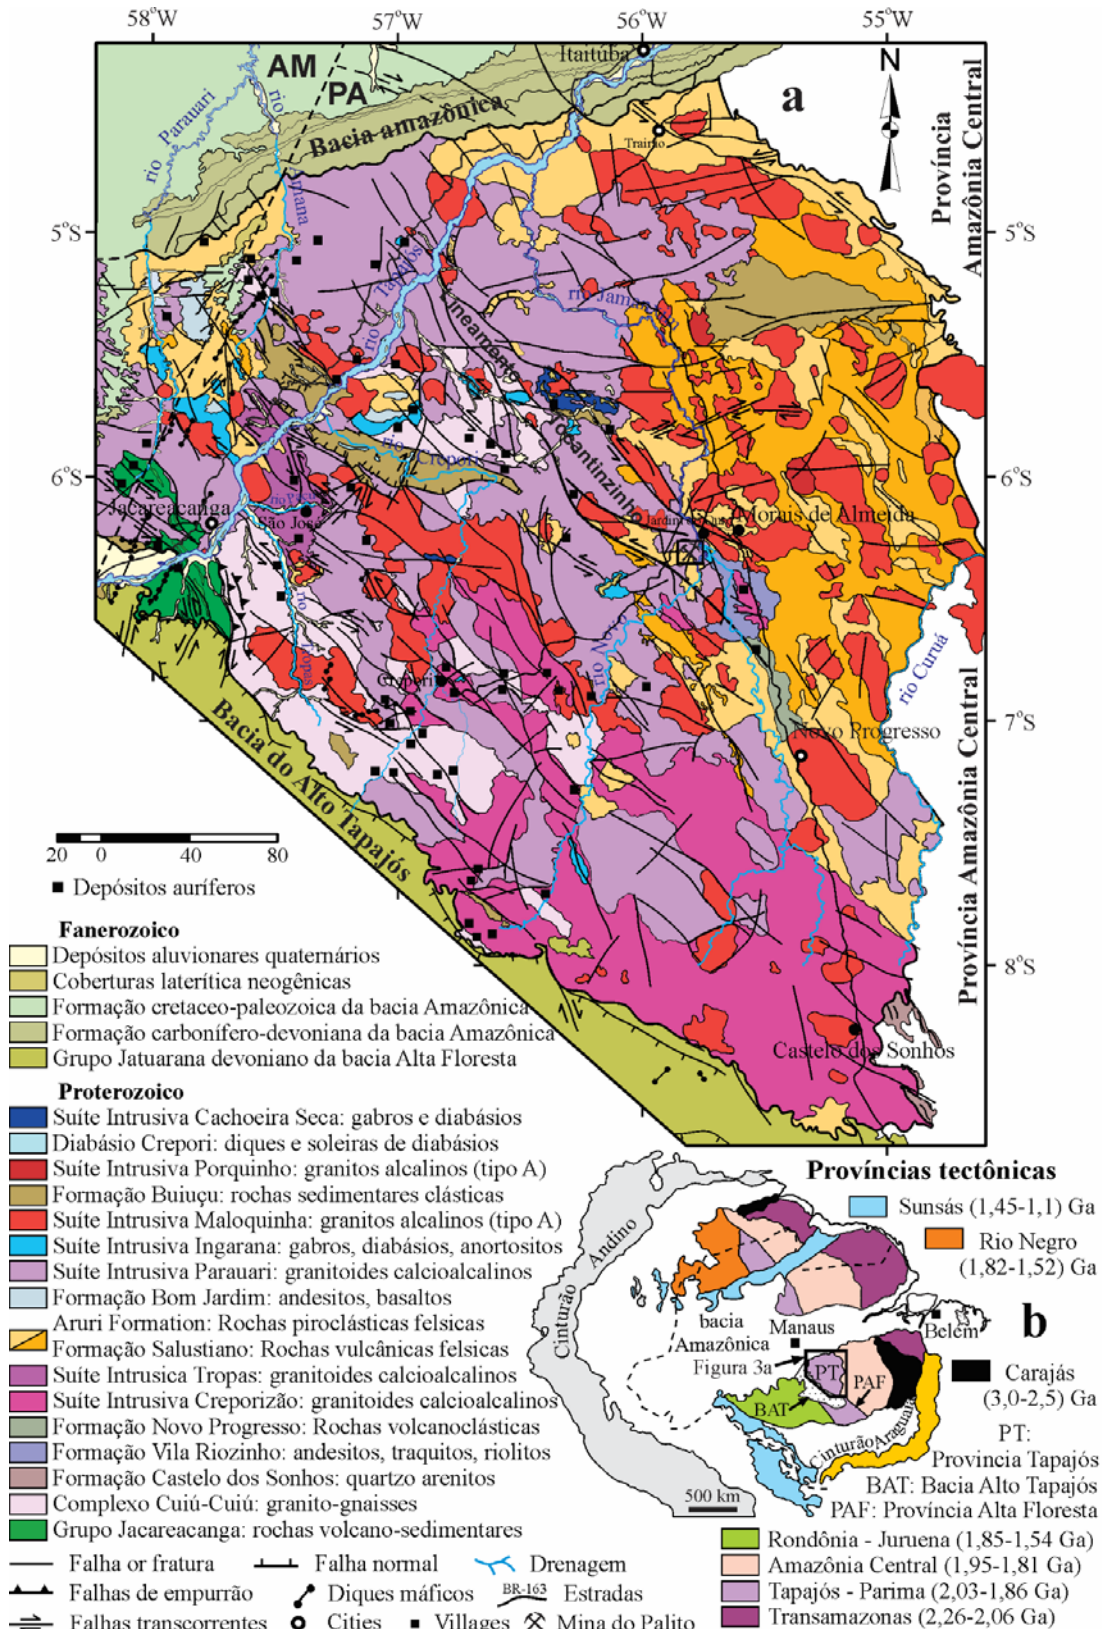 58°W 57°W 56°W 55°W
Itaituba
AM
PA
N
a
rio Parauari
rio Amana
Bacia amazônica
Trairão
Província
Amazônia Central
5°S 5°S
rio Tapajós
rio Jamanxim
Lineamento Tocantinzinho
rio Crepori
6°S 6°S
Jacareacanga
São José
Morais de Almeida
rio Novo
rio Tropas
Creporizão
rio Curuá
7°S 7°S
Novo Progresso
Bacia do Alto Tapajós
Província Amazônia Central
8°S 8°S
Castelo dos Sonhos
20 0 40 80
Depósitos auríferos
Fanerozoico
Depósitos aluvionares quaternários
Coberturas laterítica neogênicas
Formação cretaceo-paleozoica da bacia Amazônica
Formação carbonífero-devoniana da bacia Amazônica
Grupo Jatuarana devoniano da bacia Alta Floresta
Proterozoico
Suíte Intrusiva Cachoeira Seca: gabros e diabásios
Diabásio Crepori: diques e soleiras de diabásios
Suíte Intrusiva Porquinho: granitos alcalinos (tipo A)
Formação Buiuçu: rochas sedimentares clásticas
Suíte Intrusiva Maloquinha: granitos alcalinos (tipo A)
Suíte Intrusiva Ingarana: gabros, diabásios, anortositos
Suíte Intrusiva Parauari: granitoides calcioalcalinos
Formação Bom Jardim: andesitos, basaltos
Aruri Formation: Rochas piroclásticas felsicas
Formação Salustiano: Rochas vulcânicas felsicas
Suíte Intrusica Tropas: granitoides calcioalcalinos
Suíte Intrusiva Creporizão: granitoides calcioalcalinos
Formação Novo Progresso: Rochas volcanoclásticas
Formação Vila Riozinho: andesitos, traquitos, riolitos
Formação Castelo dos Sonhos: quartzo arenitos
Complexo Cuiú-Cuiú: granito-gnaisses
Grupo Jacareacanga: rochas volcano-sedimentares
Falha or fratura Falha normal Drenagem
Falhas de empurrão Diques máficos BR-163 Estradas
Falhas transcorrentes Cities Villages Mina do Palito
Províncias tectônicas
Sunsás (1,45-1,1) Ga
Rio Negro
(1,82-1,52) Ga
Cinturão Andino
bacia
Amazônica
Manaus
Belém
b
Figura 3a
PT
PAF
BAT
Cinturão Araguaia
Carajás
(3,0-2,5) Ga
PT:
Provincia Tapajós
BAT: Bacia Alto Tapajós
PAF: Província Alta Floresta
500 km
Rondônia - Juruena (1,85-1,54 Ga)
Amazônia Central (1,95-1,81 Ga)
Tapajós - Parima (2,03-1,86 Ga)
Transamazonas (2,26-2,06 Ga)